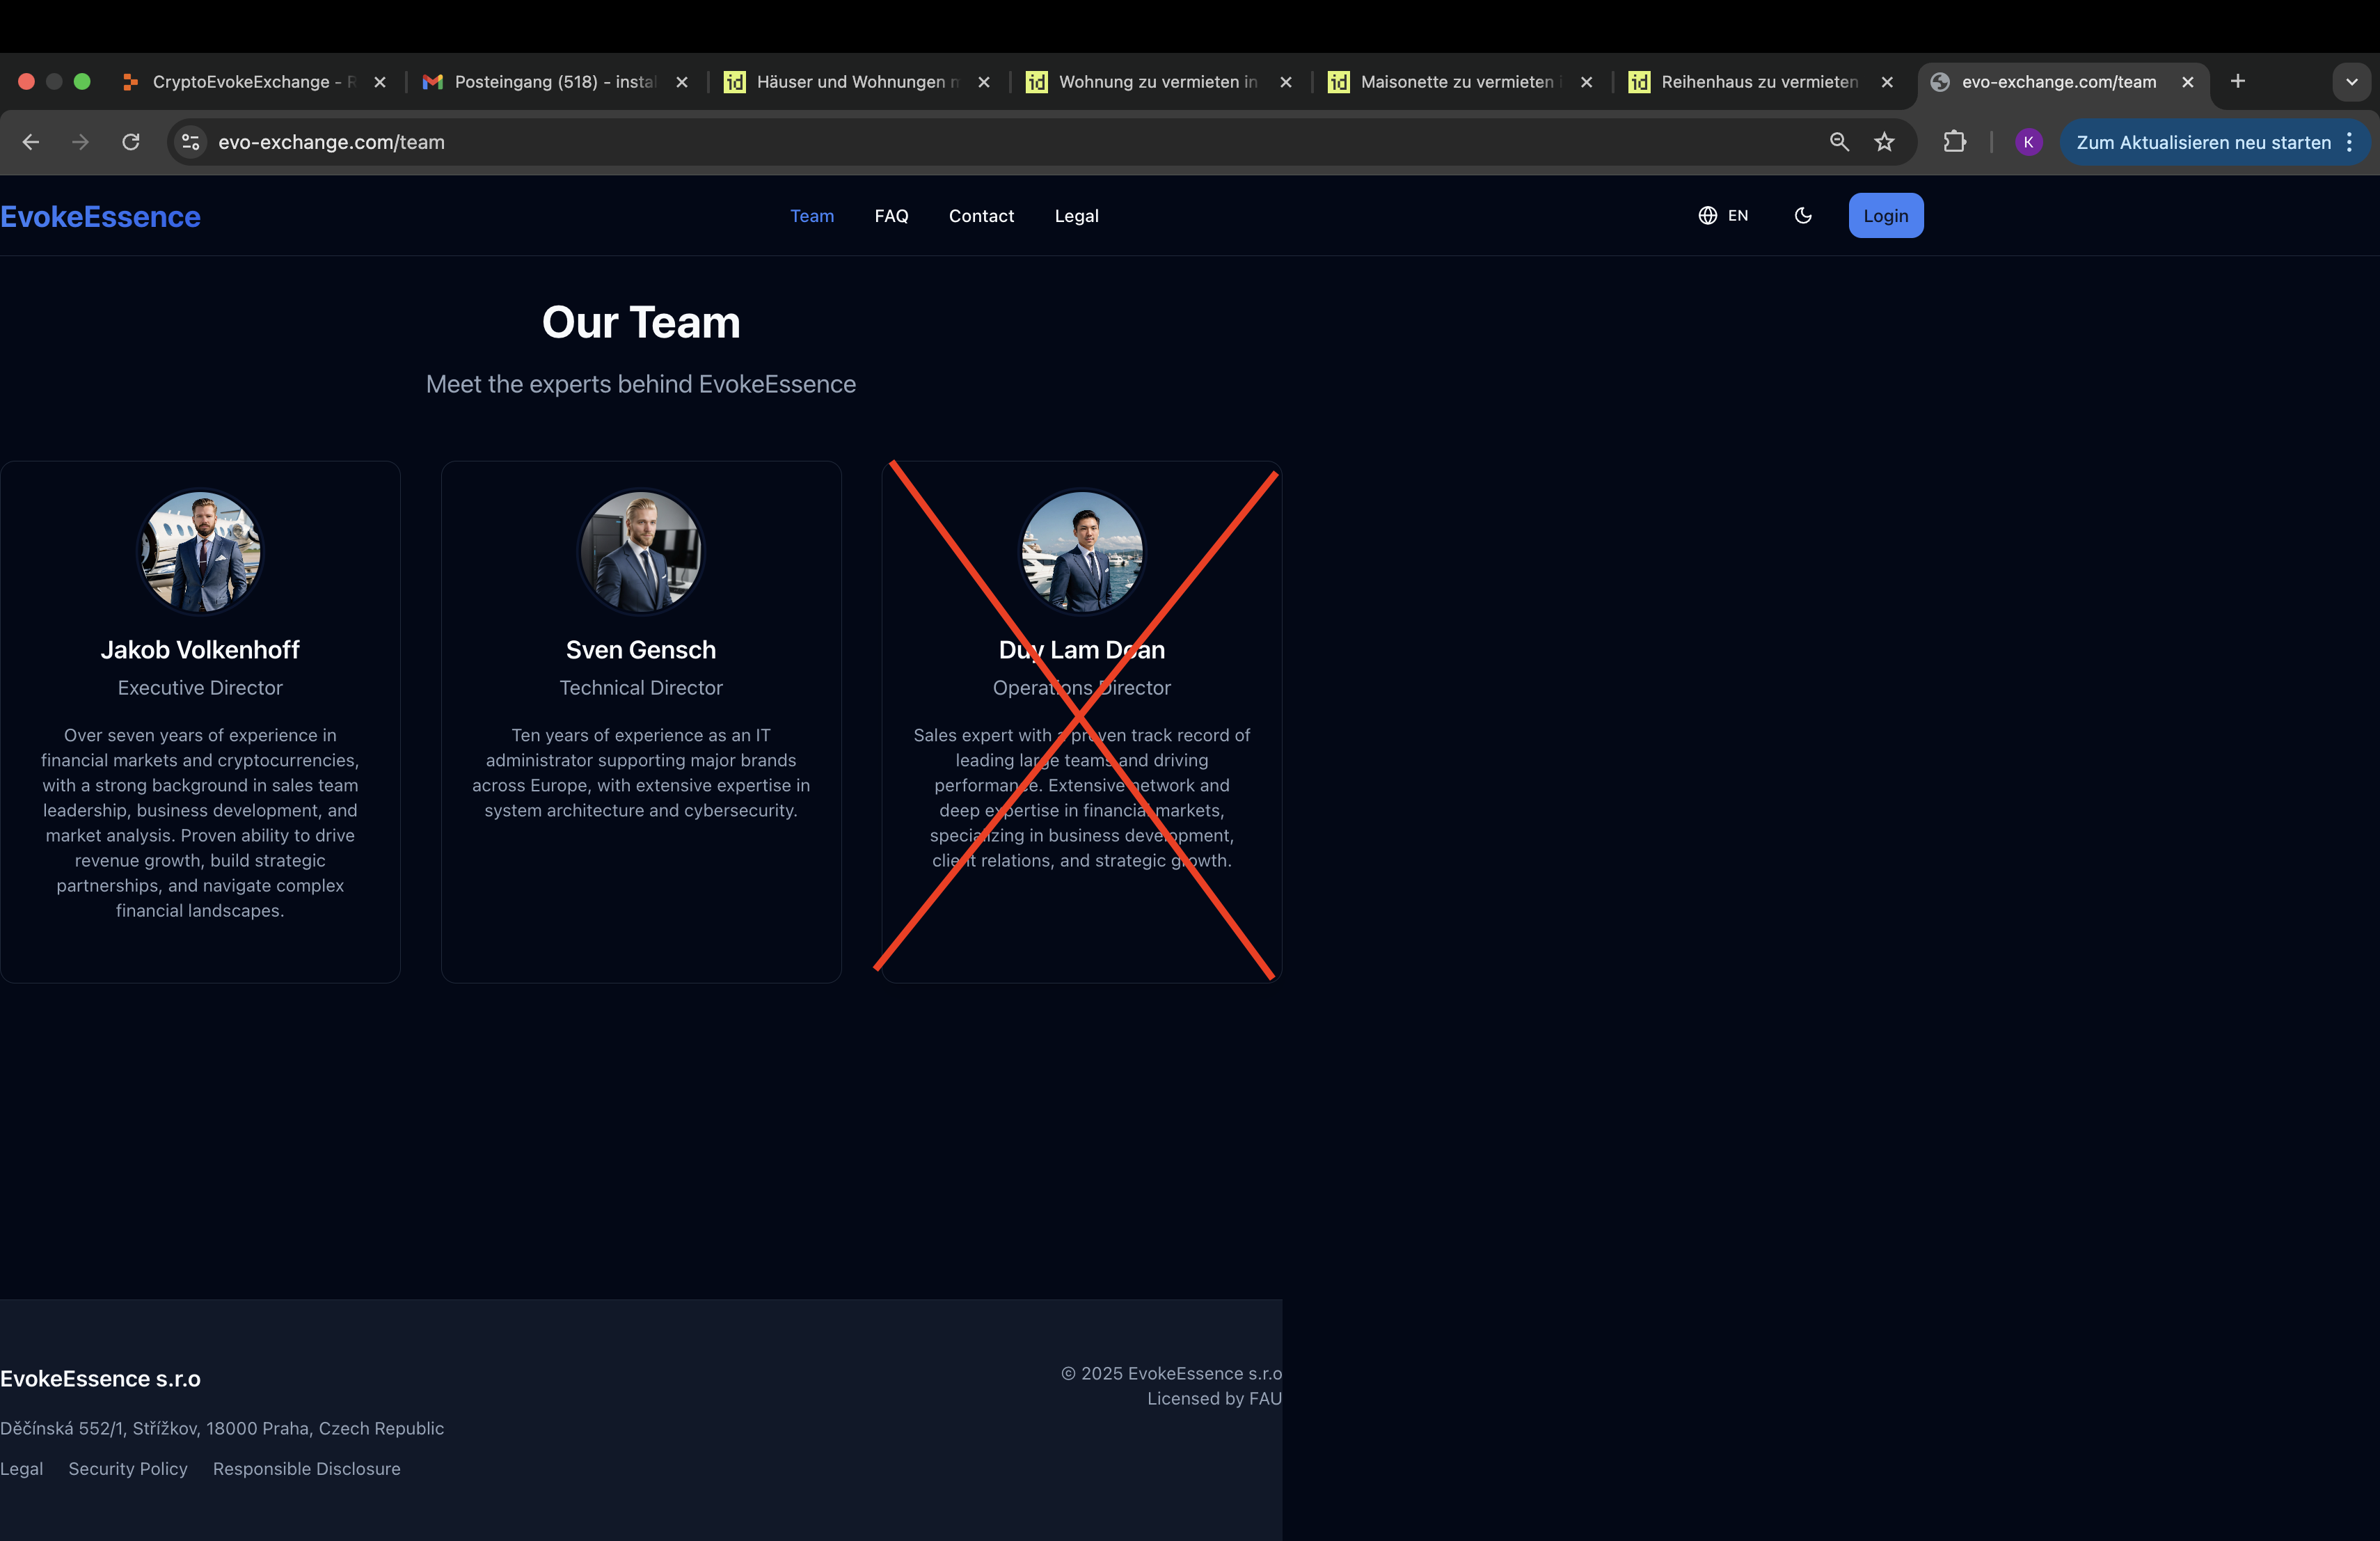 CryptoEvokeExchange - R
Posteingang (518) - instal
id
Häuser und Wohnungen m
id
Wohnung zu vermieten in
id
Maisonette zu vermieten i
id
Reihenhaus zu vermieten
evo-exchange.com/team
evo-exchange.com/team
K
Zum Aktualisieren neu starten
EvokeEssence
Team
FAQ
Contact
Legal
EN
Login
Our Team
Meet the experts behind EvokeEssence
Jakob Volkenhoff
Executive Director
Over seven years of experience in
financial markets and cryptocurrencies,
with a strong background in sales team
leadership, business development, and
market analysis. Proven ability to drive
revenue growth, build strategic
partnerships, and navigate complex
financial landscapes.
Sven Gensch
Technical Director
Ten years of experience as an IT
administrator supporting major brands
across Europe, with extensive expertise in
system architecture and cybersecurity.
Duy Lam Doan
Operations Director
Sales expert with a proven track record of
leading large teams and driving
performance. Extensive network and
deep expertise in financial markets,
specializing in business development,
client relations, and strategic growth.
EvokeEssence s.r.o
Děčínská 552/1, Střížkov, 18000 Praha, Czech Republic
Legal
Security Policy
Responsible Disclosure
© 2025 EvokeEssence s.r.o
Licensed by FAU